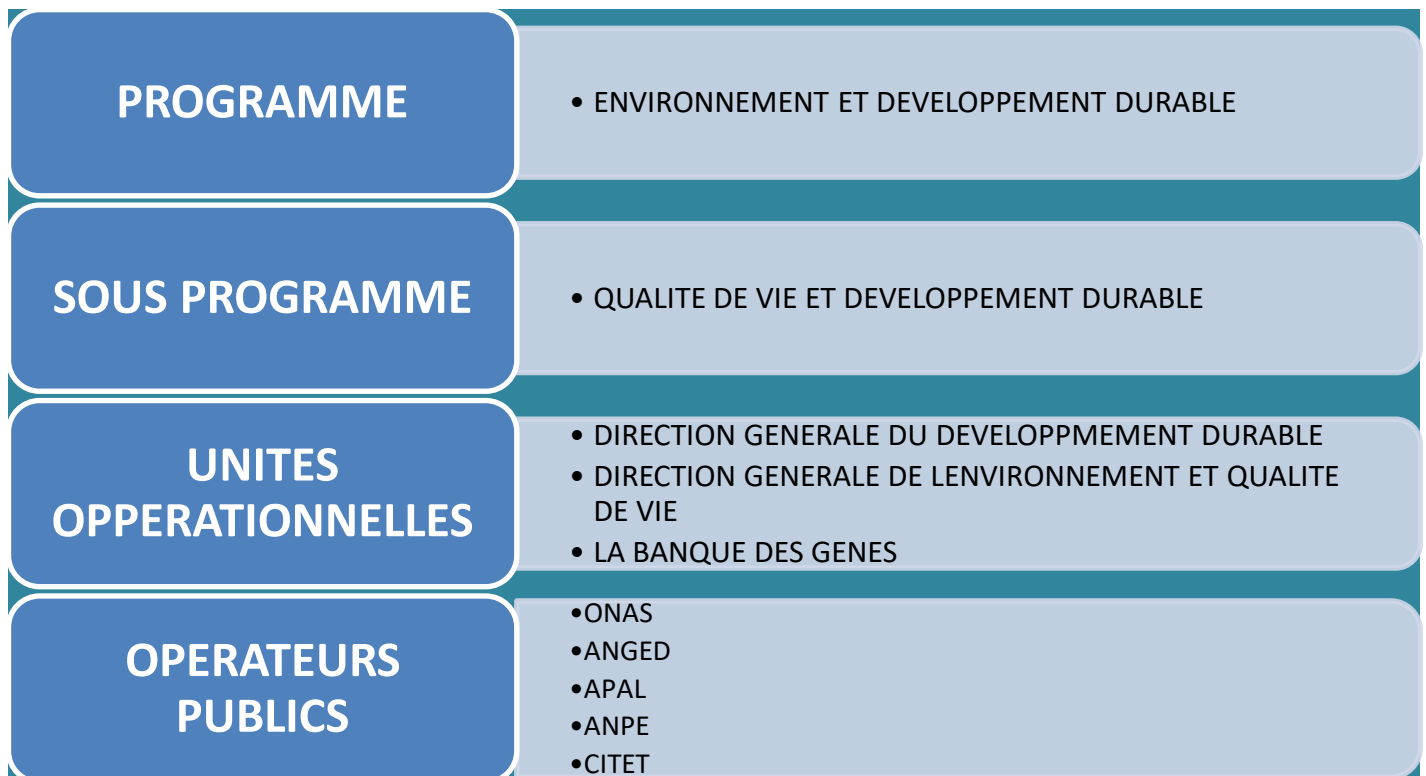 PROGRAMME
• ENVIRONNEMENT ET DEVELOPPEMENT DURABLE
SOUS PROGRAMME
• QUALITE DE VIE ET DEVELOPPEMENT DURABLE
UNITES
OPPERATIONNELLES
• DIRECTION GENERALE DU DEVELOPPMEMENT DURABLE
• DIRECTION GENERALE DE LENVIRONNEMENT ET QUALITE
DE VIE
• LA BANQUE DES GENES
OPERATEURS
PUBLICS
•ONAS
•ANGED
•APAL
•ANPE
•CITET